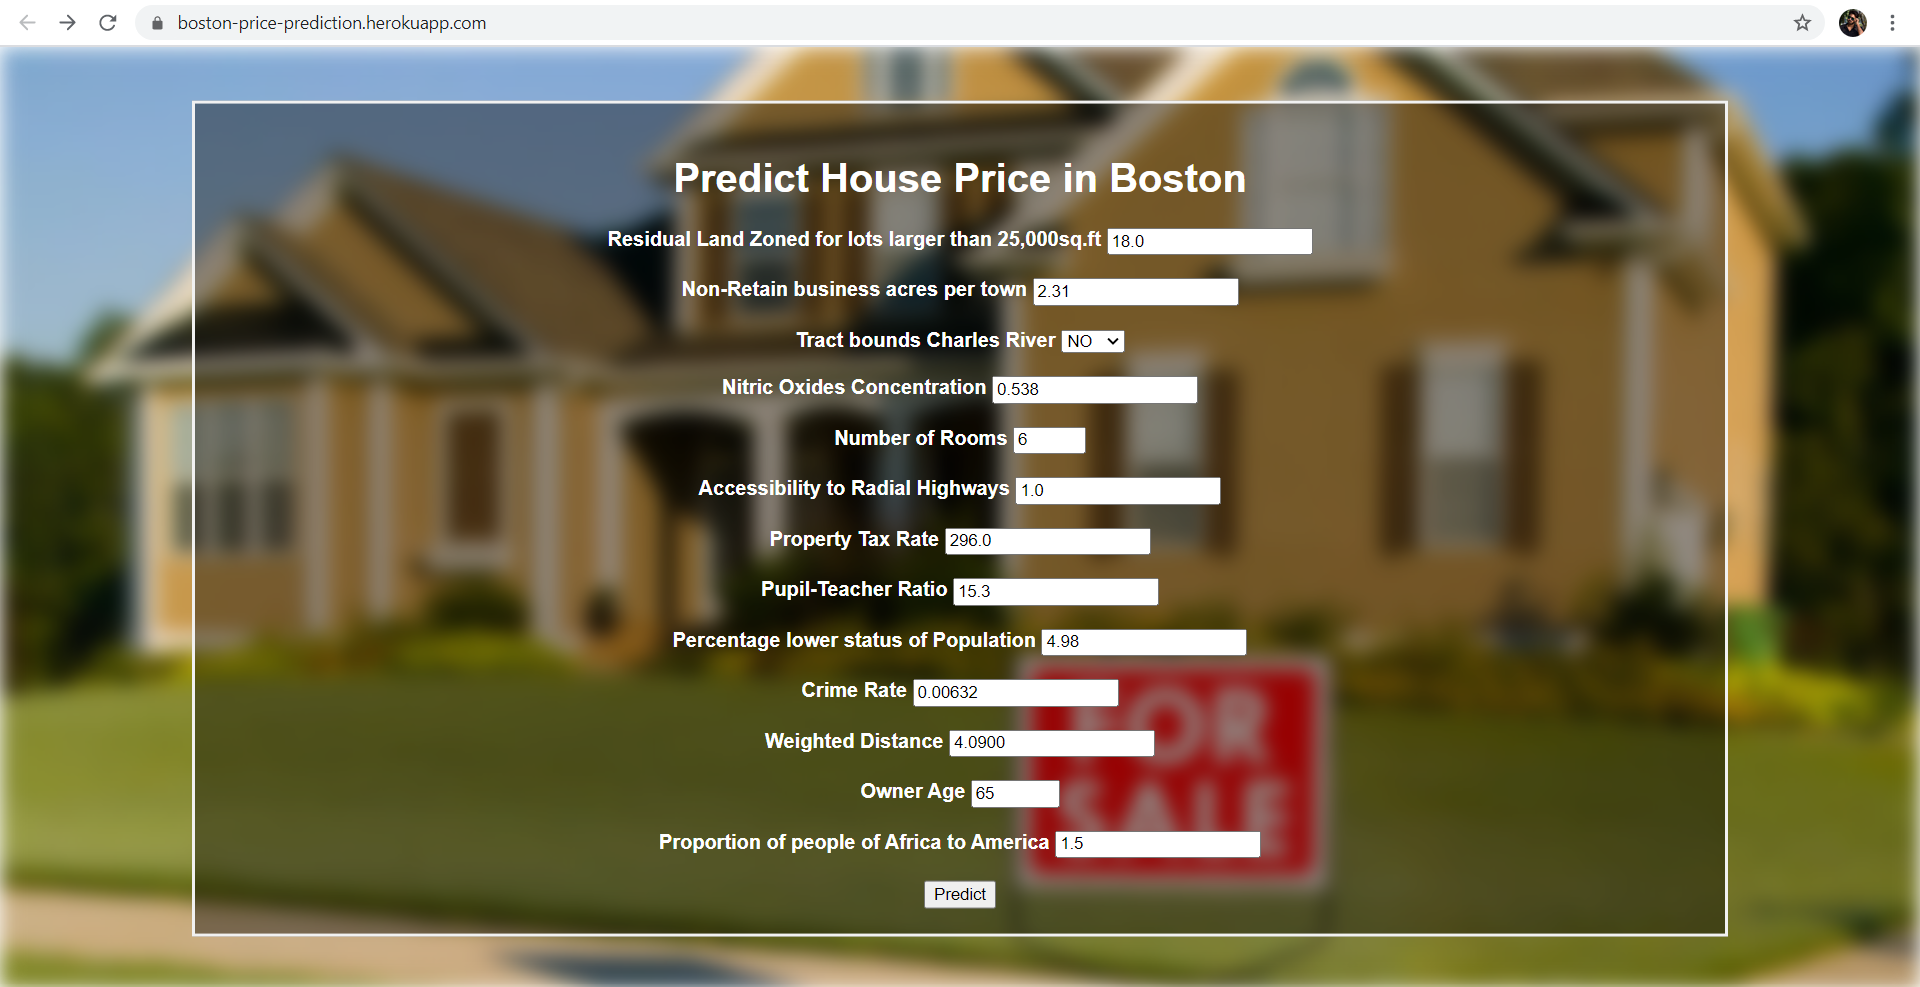 boston-price-prediction.herokuapp.com
Predict House Price in Boston
Residual Land Zoned for lots larger than 25,000sq.ft 18.0
Non-Retain business acres per town 2.31
Tract bounds Charles River NO
Nitric Oxides Concentration 0.538
Number of Rooms 6
Accessibility to Radial Highways 1.0
Property Tax Rate 296.0
Pupil-Teacher Ratio 15.3
Percentage lower status of Population 4.98
Crime Rate 0.00632
FOR
Weighted Distance 4.0900
Owner Age 65
SALE
Proportion of people of Africa to America 1.5
Predict